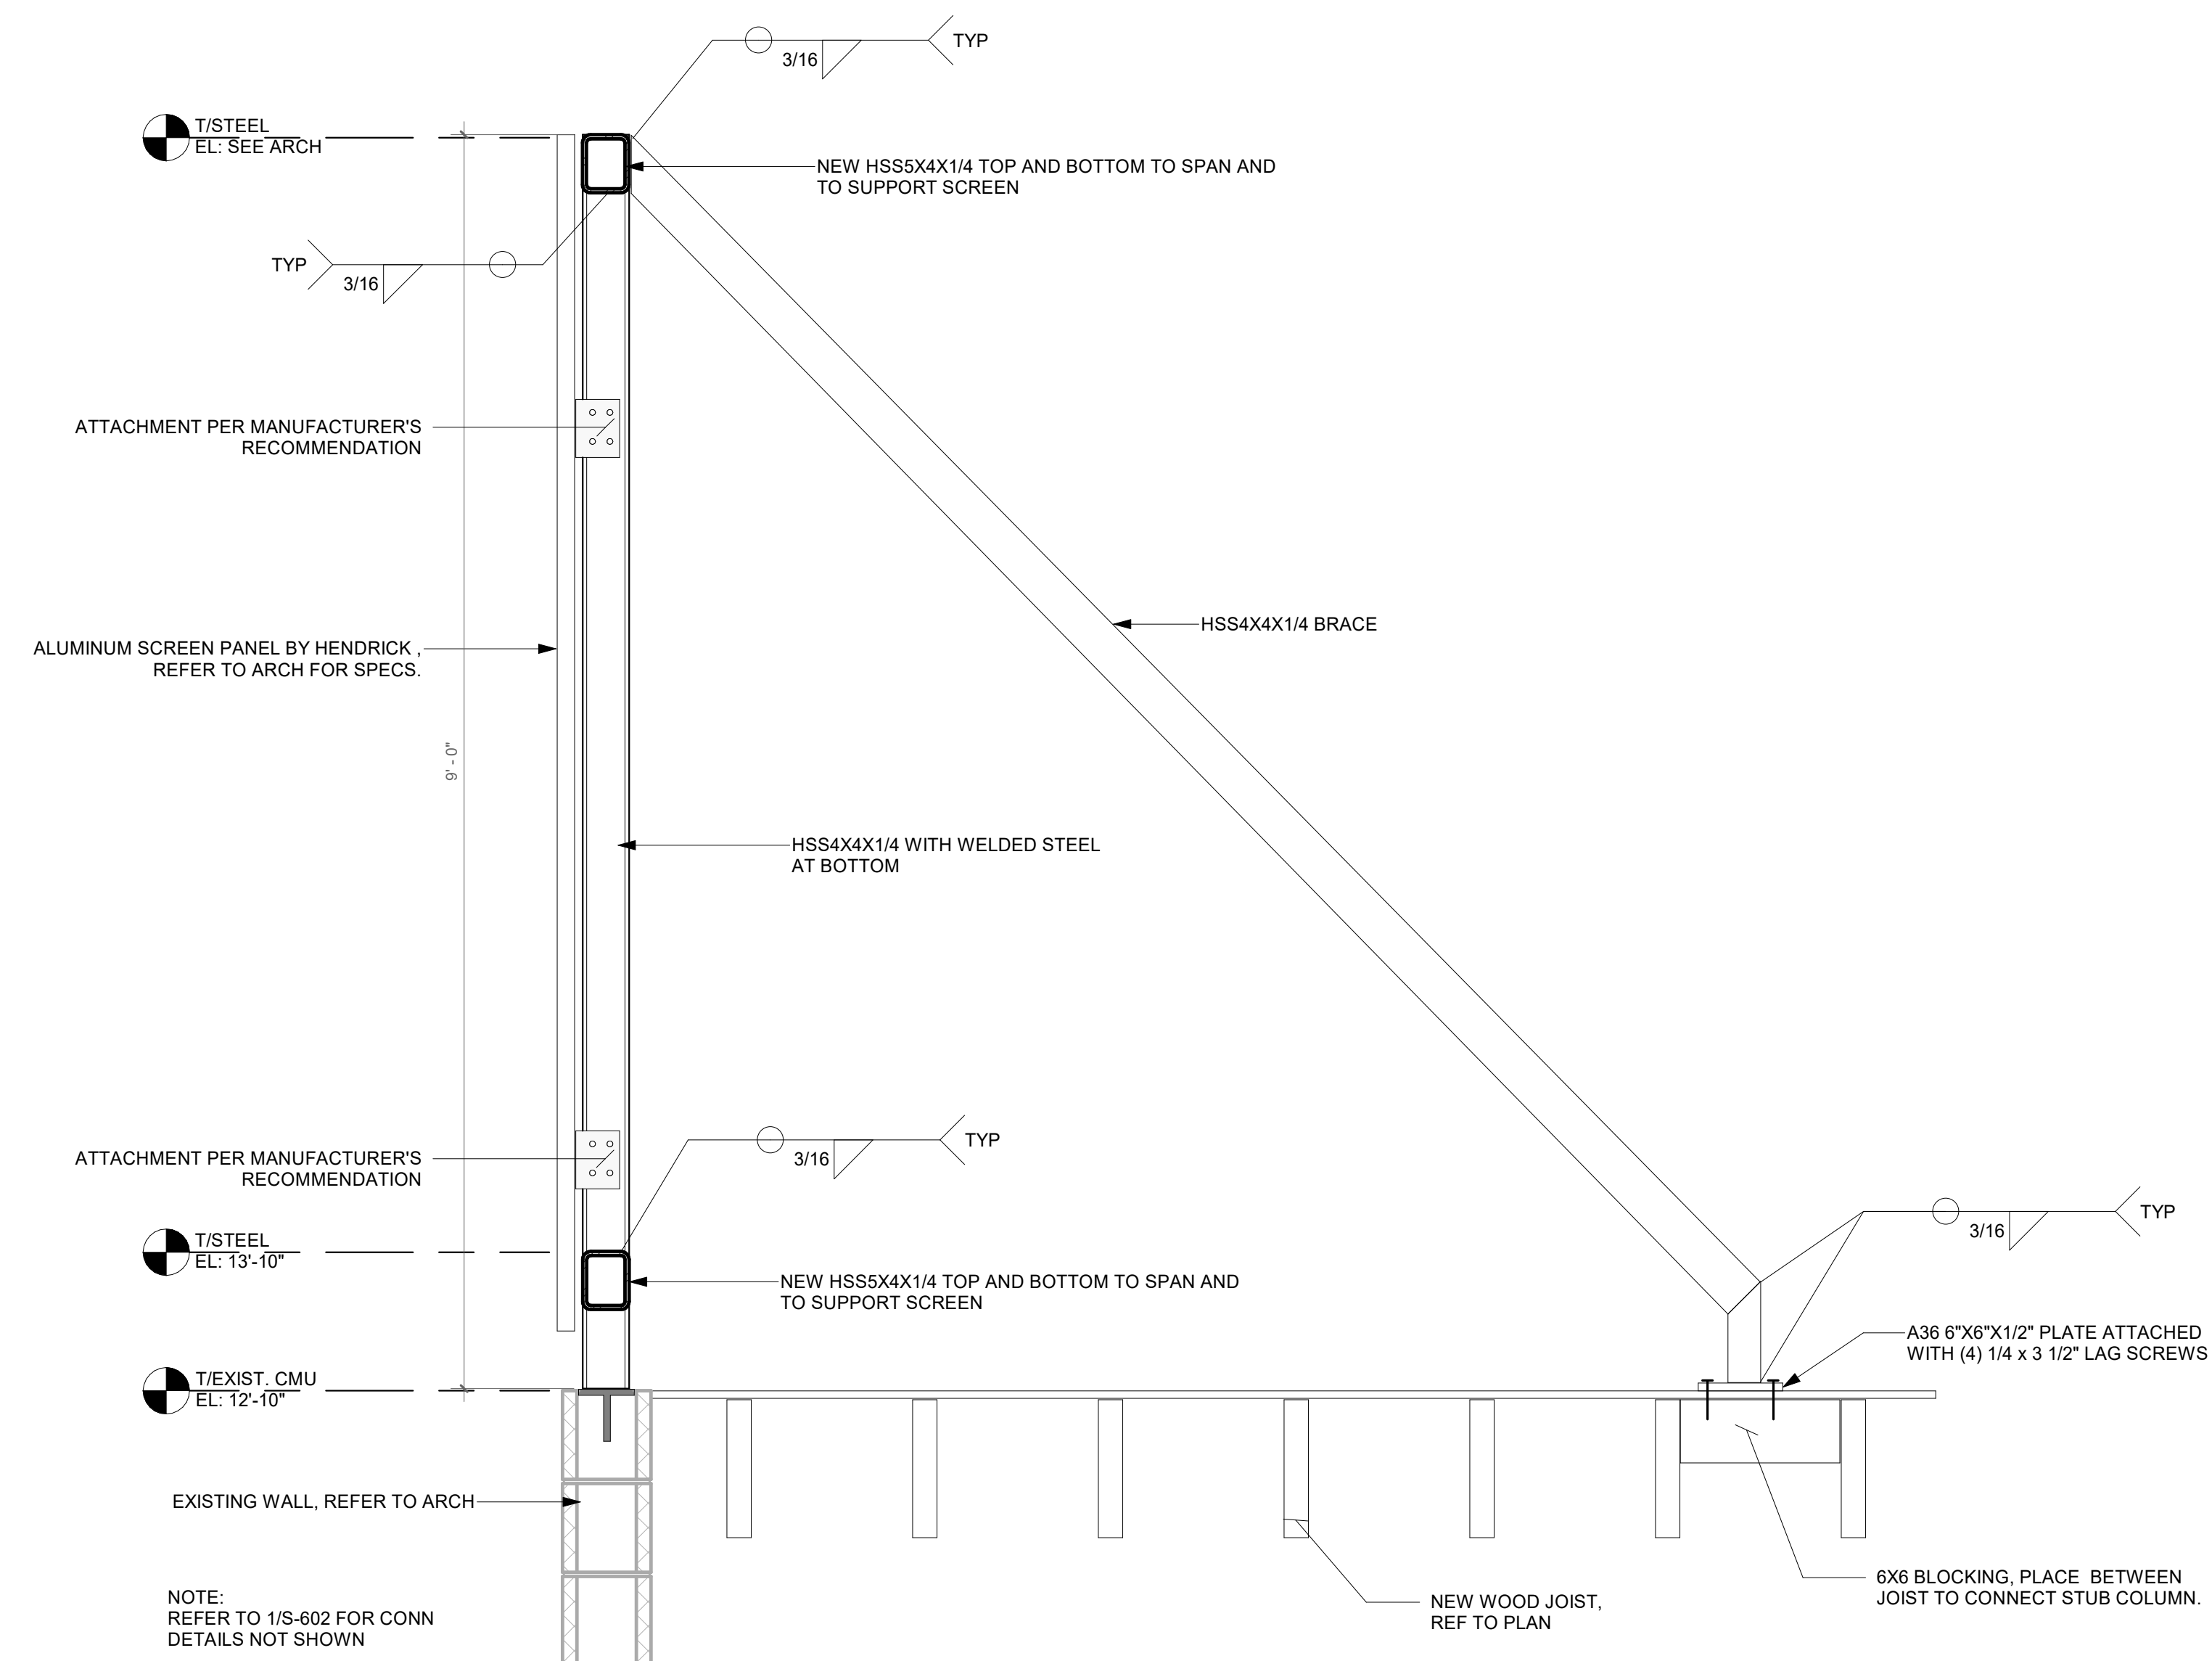 TYP
3/16
T/STEEL
EL: SEE ARCH
NEW HSS5X4X1/4 TOP AND BOTTOM TO SPAN AND
TO SUPPORT SCREEN
TYP
3/16
ATTACHMENT PER MANUFACTURER'S
RECOMMENDATION
HSS4X4X1/4 BRACE
ALUMINUM SCREEN PANEL BY HENDRICK ,
REFER TO ARCH FOR SPECS.
9' - 0"
HSS4X4X1/4 WITH WELDED STEEL
AT BOTTOM
TYP
3/16
ATTACHMENT PER MANUFACTURER'S
RECOMMENDATION
TYP
3/16
T/STEEL
EL: 13'-10"
NEW HSS5X4X1/4 TOP AND BOTTOM TO SPAN AND
TO SUPPORT SCREEN
A36 6"X6"X1/2" PLATE ATTACHED
WITH (4) 1/4 x 3 1/2" LAG SCREWS
T/EXIST. CMU
EL: 12'-10"
EXISTING WALL, REFER TO ARCH
6X6 BLOCKING, PLACE BETWEEN
JOIST TO CONNECT STUB COLUMN.
NEW WOOD JOIST,
REF TO PLAN
NOTE:
REFER TO 1/S-602 FOR CONN
DETAILS NOT SHOWN